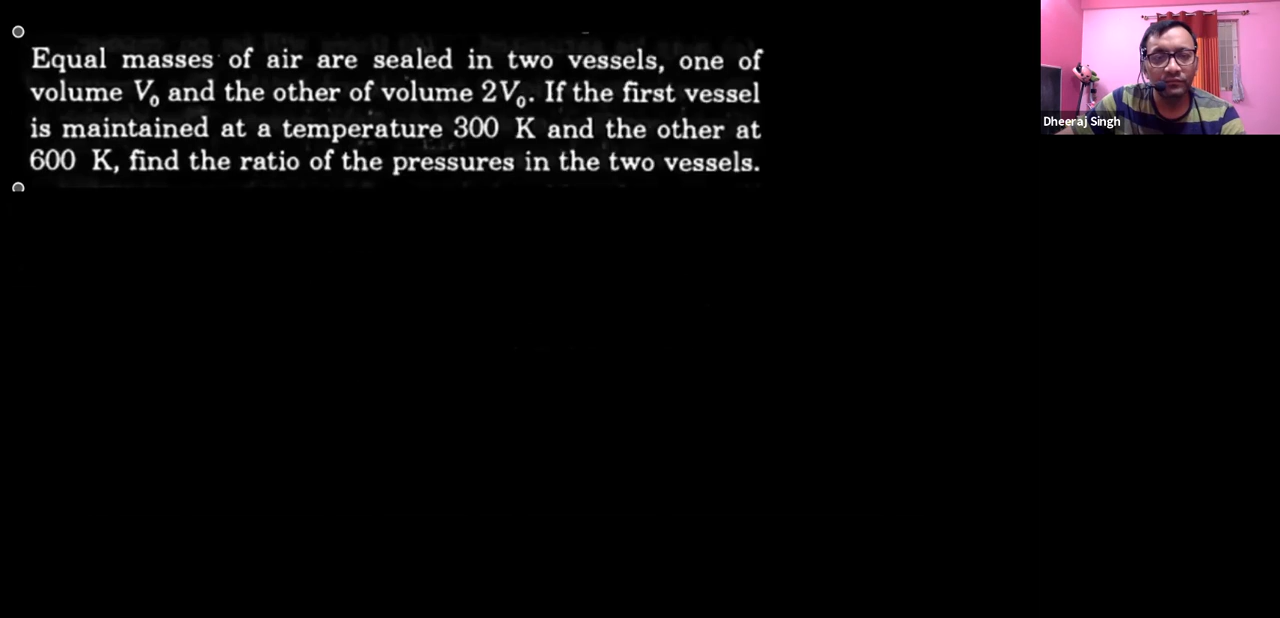 Equal masses of air are sealed in two vessels, one of
volume V₀ and the other of volume 2V₀. If the first vessel
is maintained at a temperature 300 K and the other at
600 K, find the ratio of the pressures in the two vessels.
Dheeraj Singh